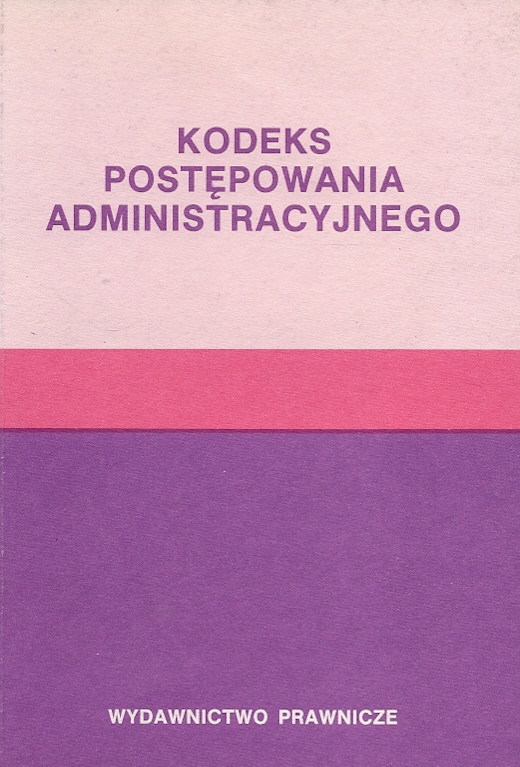 KODEKS
POSTĘPOWANIA
ADMINISTRACYJNEGO
WYDAWNICTWO PRAWNICZE